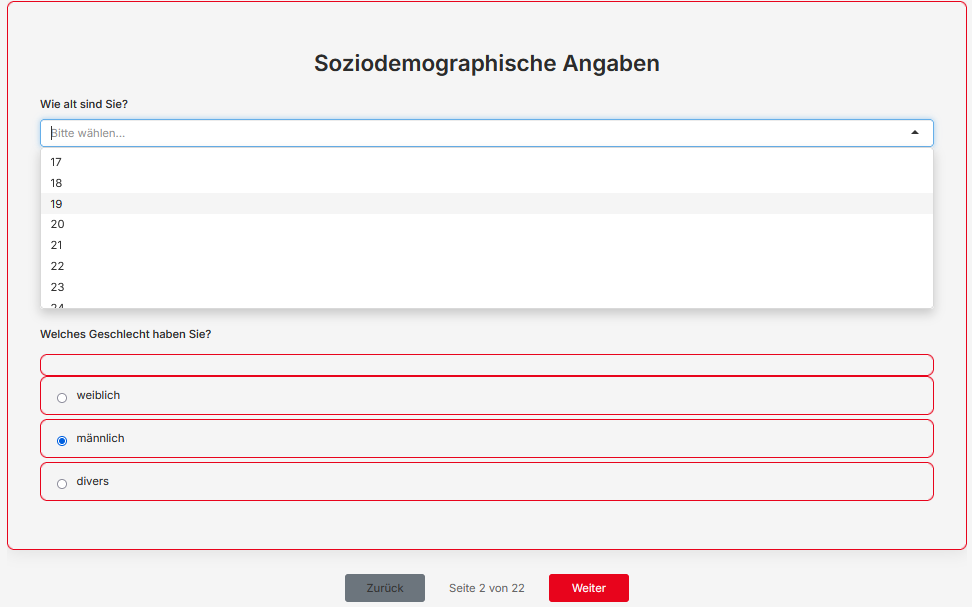 Soziodemographische Angaben
Wie alt sind Sie?
Bitte wählen...
17
18
19
20
21
22
23
24
Welches Geschlecht haben Sie?
weiblich
männlich
divers
Zurück
Seite 2 von 22
Weiter